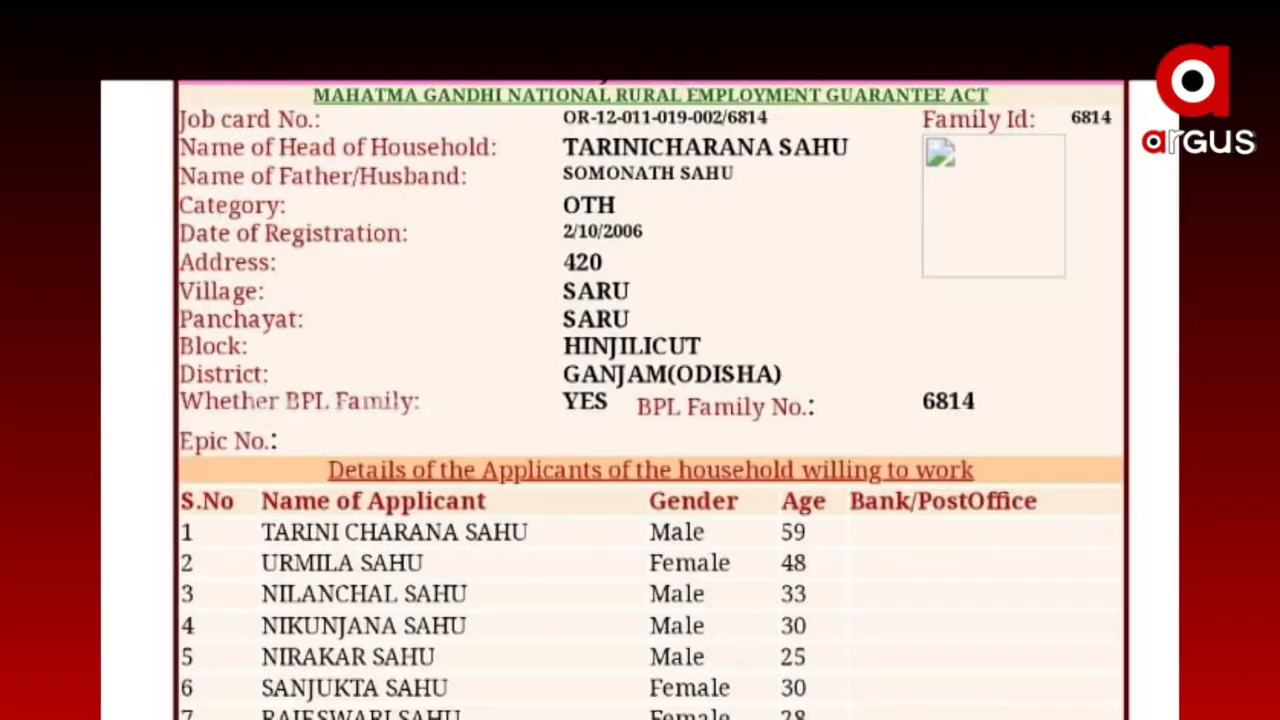 MAHATMA GANDHI NATIONAL RURAL EMPLOYMENT GUARANTEE ACT
Job card No.: OR-12-011-019-002/6814 Family Id: 6814
Name of Head of Household: TARINICHARANA SAHU
Name of Father/Husband: SOMONATH SAHU
Category: OTH
Date of Registration: 2/10/2006
Address: 420
Village: SARU
Panchayat: SARU
Block: HINJILICUT
District: GANJAM(ODISHA)
Whether BPL Family: YES BPL Family No.: 6814
Epic No.:
Details of the Applicants of the household willing to work
S.No Name of Applicant Gender Age Bank/PostOffice
1 TARINI CHARANA SAHU Male 59
2 URMILA SAHU Female 48
3 NILANCHAL SAHU Male 33
4 NIKUNJANA SAHU Male 30
5 NIRAKAR SAHU Male 25
6 SANJUKTA SAHU Female 30
7 RAJESWARI SAHU Female 28
argus